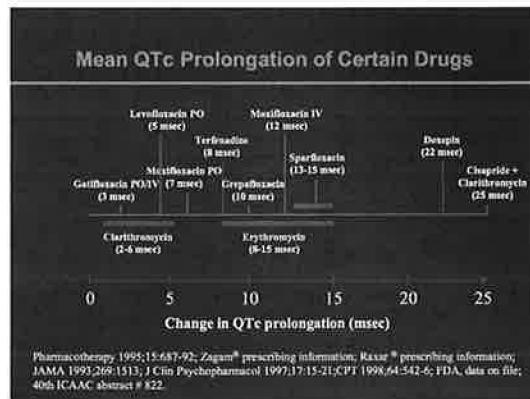 Mean QTc Prolongation of Certain Drugs
Levofloxacin PO
(5 msec)
Moxifloxacin IV
(12 msec)
Terfenadine
(8 msec)
Doxepin
(22 msec)
Sparfloxacin
(13-15 msec)
Moxifloxacin PO
(7 msec)
Cisapride +
Clarithromycin
(25 msec)
Gatifloxacin PO/IV
(3 msec)
Grepafloxacin
(10 msec)
Clarithromycin
(2-6 msec)
Erythromycin
(8-15 msec)
0 5 10 15 20 25
Change in QTc prolongation (msec)
Pharmacotherapy 1995;15:687-92; Zagam® prescribing information; Raxar® prescribing information;
JAMA 1993;269:1513; J Clin Psychopharmacol 1997;17:15-21;CPT 1998;64:542-6; FDA, data on file;
40th ICAAC abstract # 822.